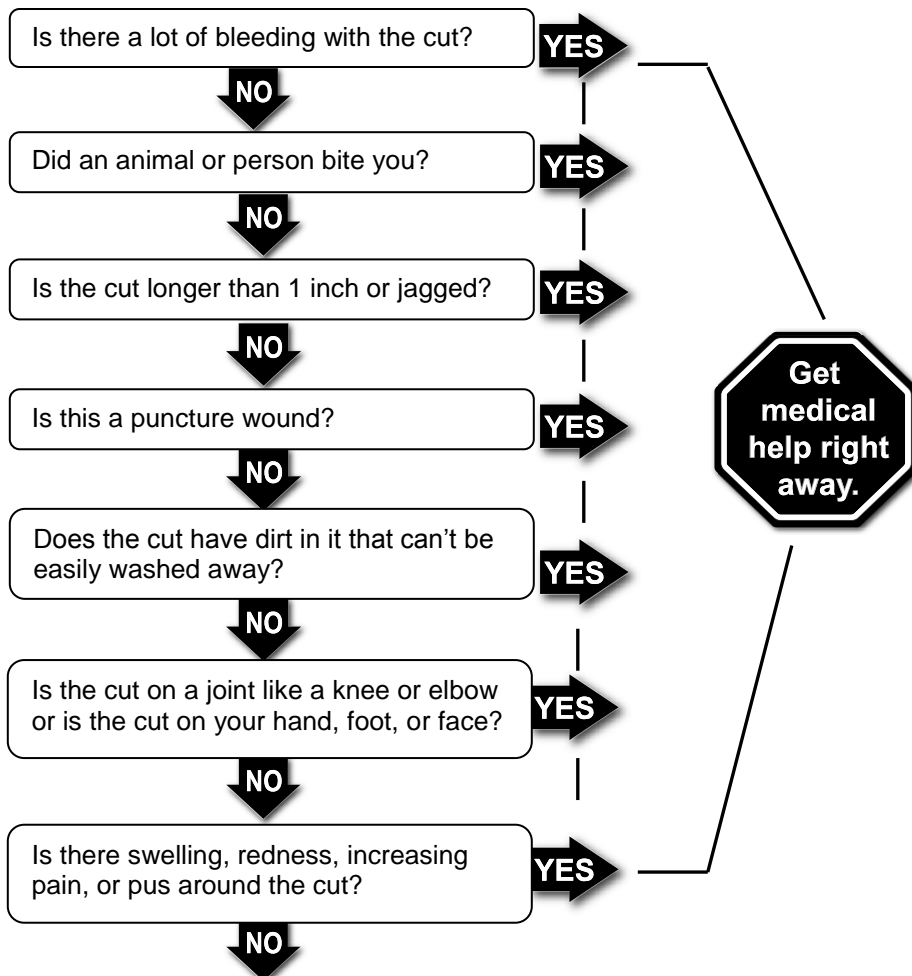 Is there a lot of bleeding with the cut?
YES
NO
Did an animal or person bite you?
YES
NO
Is the cut longer than 1 inch or jagged?
YES
NO
Is this a puncture wound?
YES
NO
Does the cut have dirt in it that can't be
easily washed away?
YES
NO
Is the cut on a joint like a knee or elbow
or is the cut on your hand, foot, or face?
YES
NO
Is there swelling, redness, increasing
pain, or pus around the cut?
YES
NO
Get
medical
help right
away.